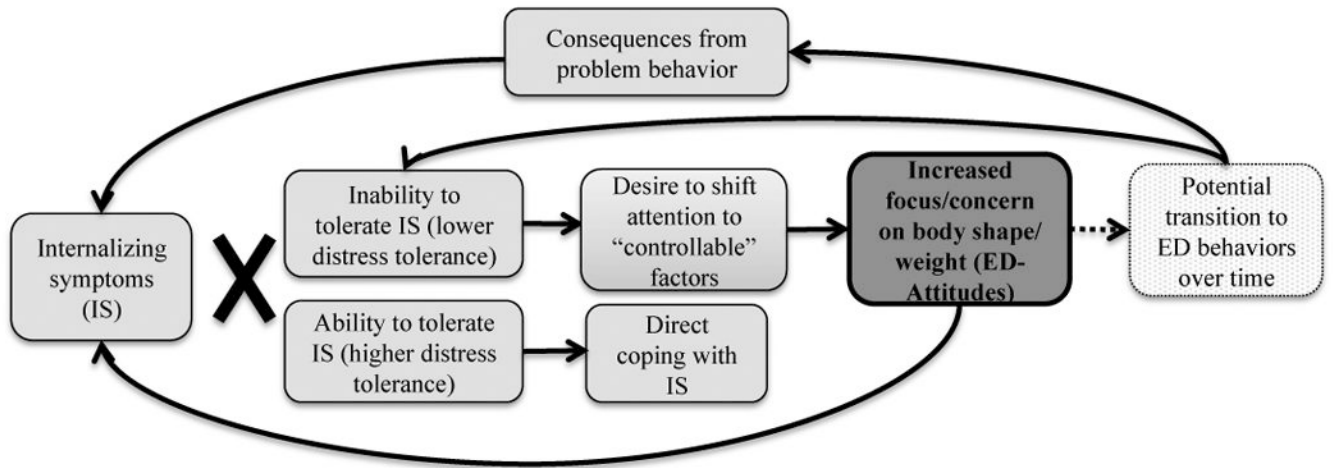 Consequences from
problem behavior
Internalizing
symptoms
(IS)
Inability to
tolerate IS (lower
distress tolerance)
Desire to shift
attention to
“controllable”
factors
Increased
focus/concern
on body shape/
weight (ED-
Attitudes)
Potential
transition to
ED behaviors
over time
Ability to tolerate
IS (higher distress
tolerance)
Direct
coping with
IS